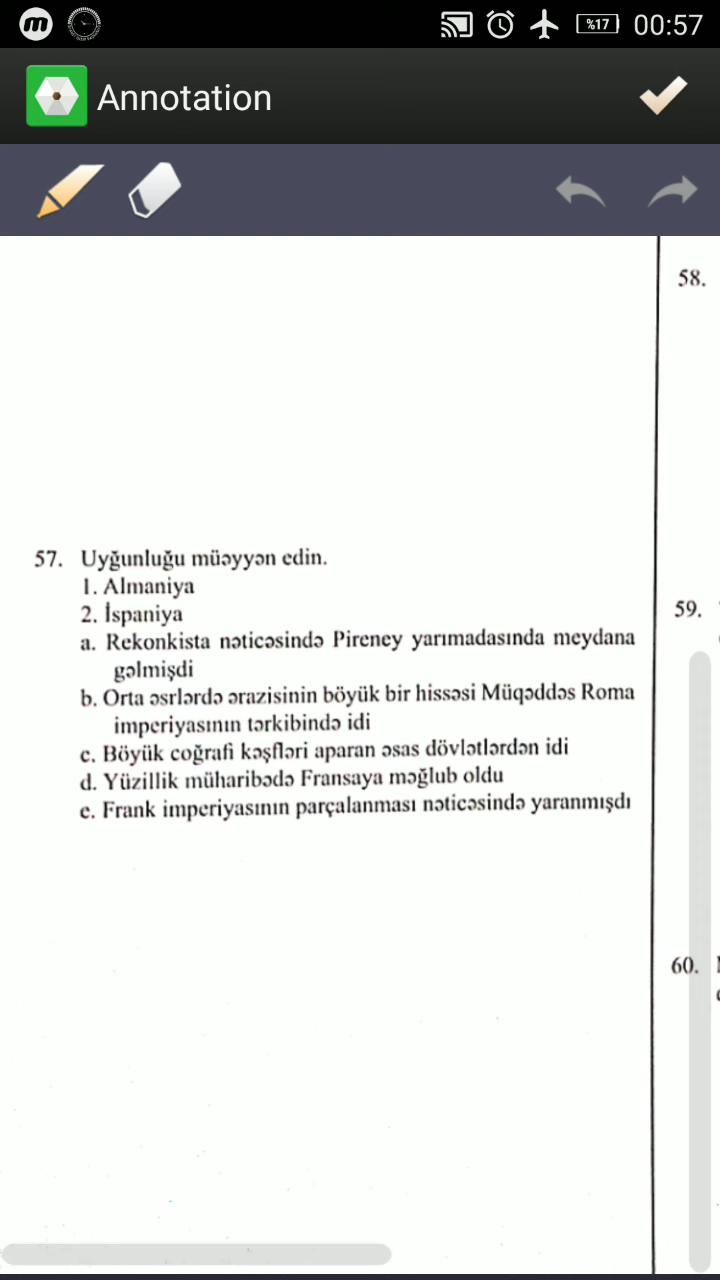 m
%17
00:57
Annotation
58.
57. Uyğunluğu müəyyən edin.
1. Almaniya
2. İspaniya
a. Rekonkista nəticəsində Pireney yarımadasında meydana
gəlmişdi
b. Orta əsrlərdə ərazisinin böyük bir hissəsi Müqəddəs Roma
imperiyasının tərkibində idi
c. Böyük coğrafi kəşfləri aparan əsas dövlətlərdən idi
d. Yüzillik müharibədə Fransaya məğlub oldu
e. Frank imperiyasının parçalanması nəticəsində yaranmışdı
59.
60.